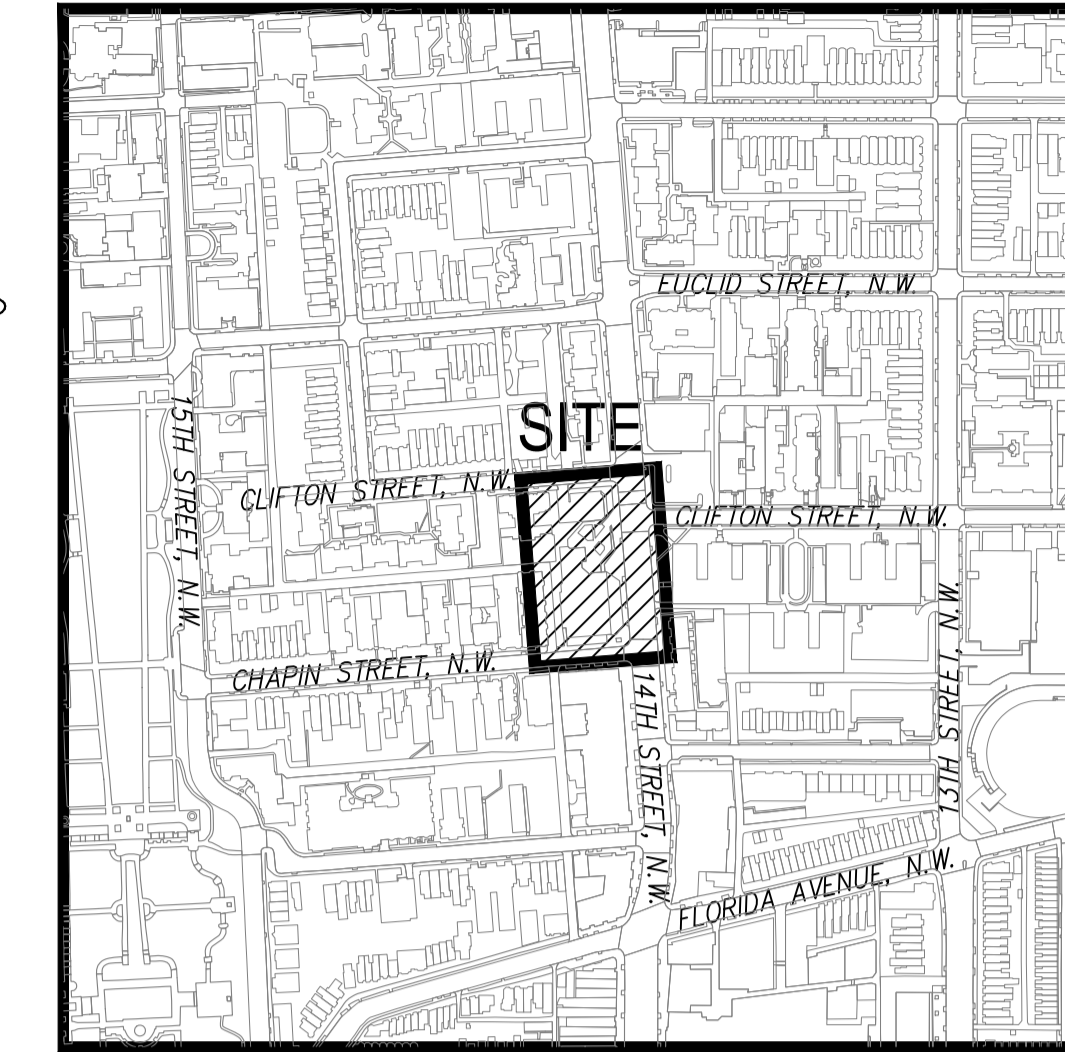 EUCLID STREET, N.W.
SITE
15TH STREET, N.W.
CLIFTON STREET, N.W.
CLIFTON STREET, N.W.
CHAPIN STREET, N.W.
14TH STREET, N.W.
13TH STREET, N.W.
FLORIDA AVENUE, N.W.